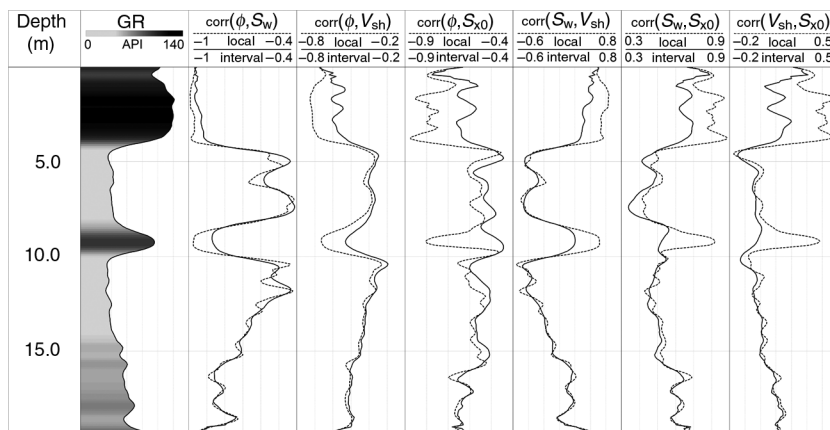 Depth
(m)
GR
0 API 140
corr(ϕ, Sw)
−1 local −0.4
−1 interval −0.4
corr(ϕ, Vsh)
−0.8 local −0.2
−0.8 interval −0.2
corr(ϕ, Sx0)
−0.9 local −0.4
−0.9 interval −0.4
corr(Sw, Vsh)
−0.6 local 0.8
−0.6 interval 0.8
corr(Sw, Sx0)
0.3 local 0.9
0.3 interval 0.9
corr(Vsh, Sx0)
−0.2 local 0.5
−0.2 interval 0.5
5.0
10.0
15.0